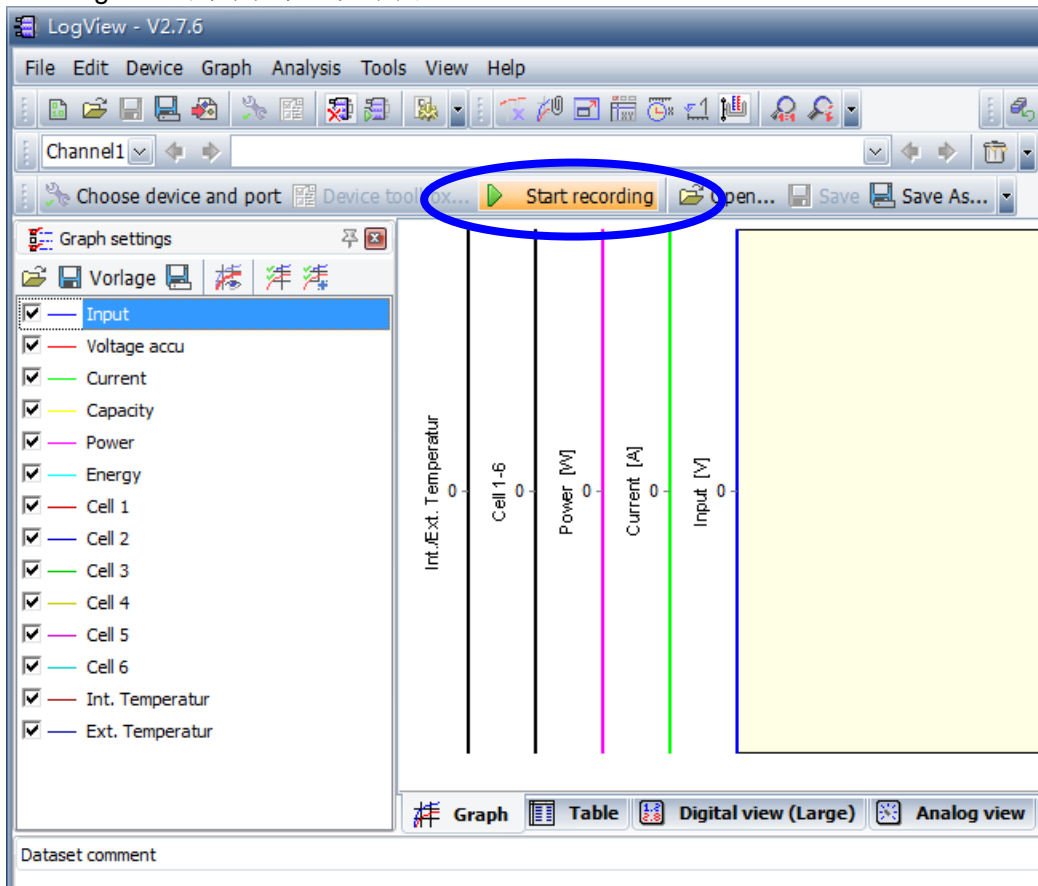 LogView - V2.7.6
File Edit Device Graph Analysis Tools View Help
Channel1
Choose device and port Device toolbox... Start recording Open... Save Save As...
Graph settings
Vorlage
Input
Voltage accu
Current
Capacity
Power
Energy
Cell 1
Cell 2
Cell 3
Cell 4
Cell 5
Cell 6
Int. Temperatur
Ext. Temperatur
Int./Ext. Temperatur
0
Cell 1-6
0
Power [W]
0
Current [A]
0
Input [V]
0
Graph Table Digital view (Large) Analog view
Dataset comment